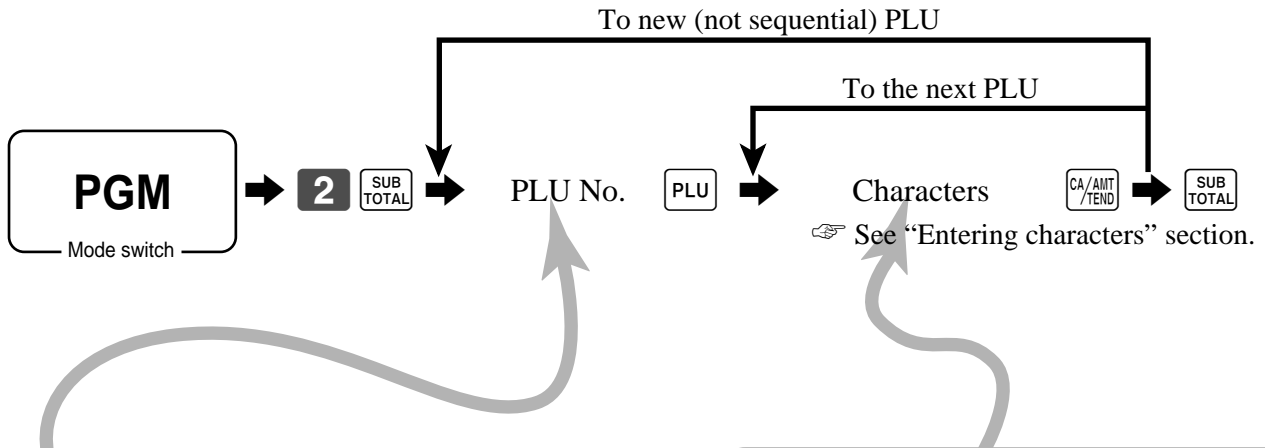 To new (not sequential) PLU
To the next PLU
PGM
Mode switch
2 SUB TOTAL
PLU No. PLU
Characters CA/AMT /TEND SUB TOTAL
☞ See “Entering characters” section.